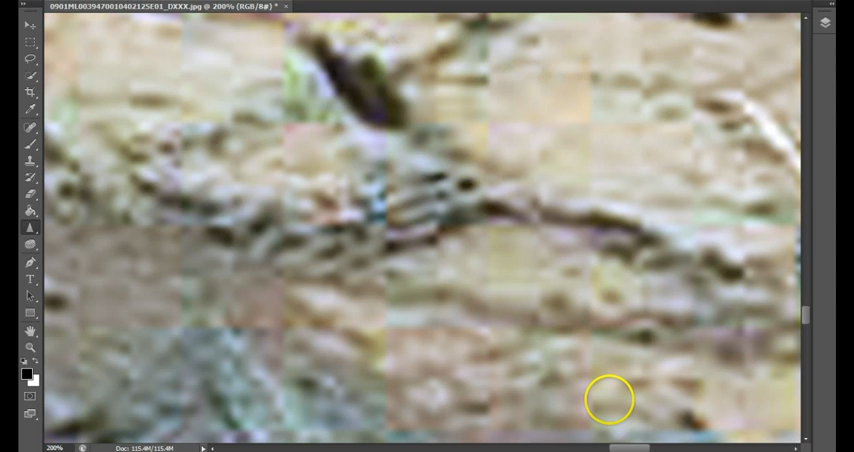 0901ML0039470010402125E01_DXXX.jpg @ 200% (RGB/8#) * ×
T
200%
Doc: 115.4M/115.4M